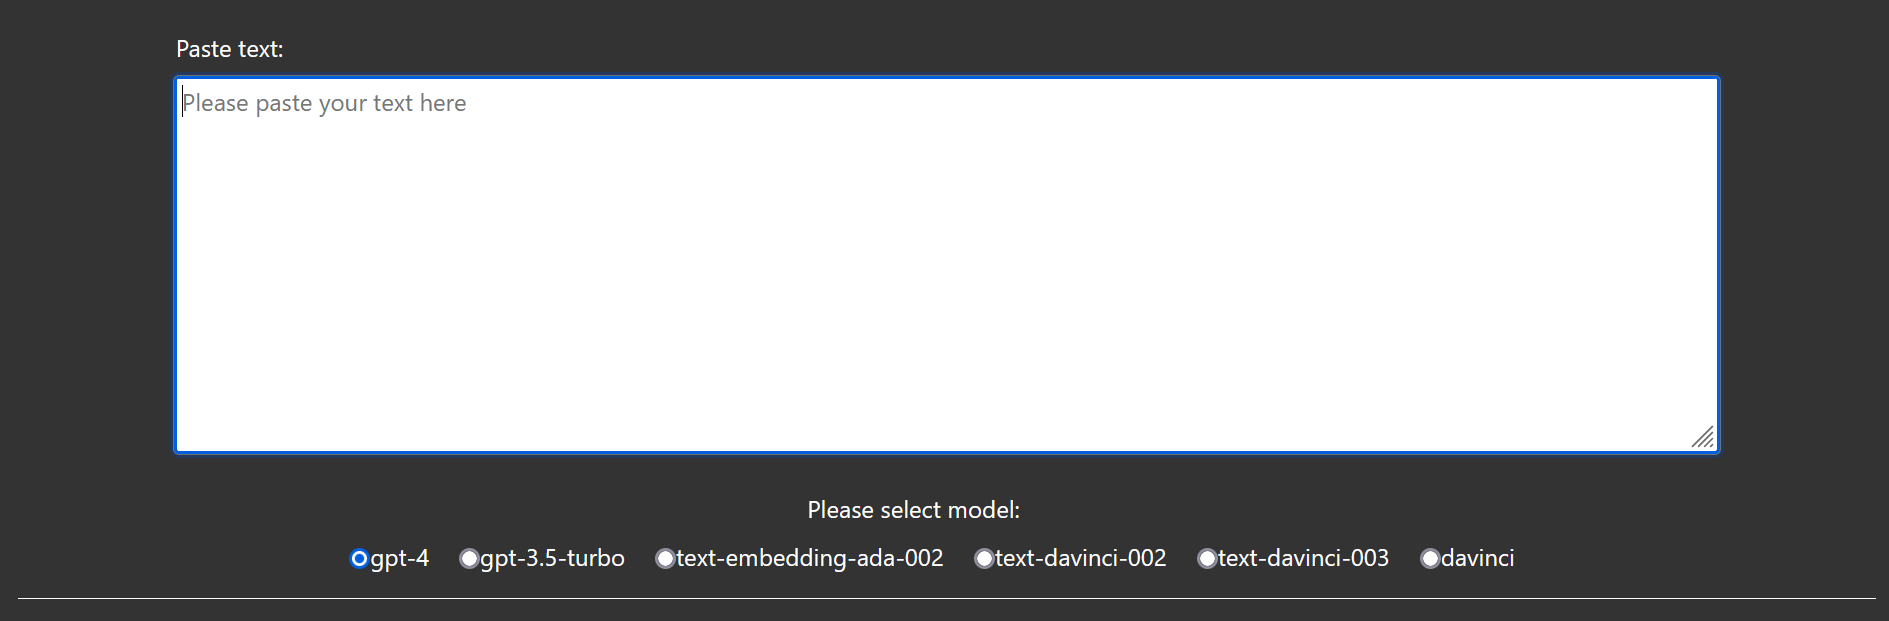 Paste text:
Please paste your text here
Please select model:
gpt-4 gpt-3.5-turbo text-embedding-ada-002 text-davinci-002 text-davinci-003 davinci